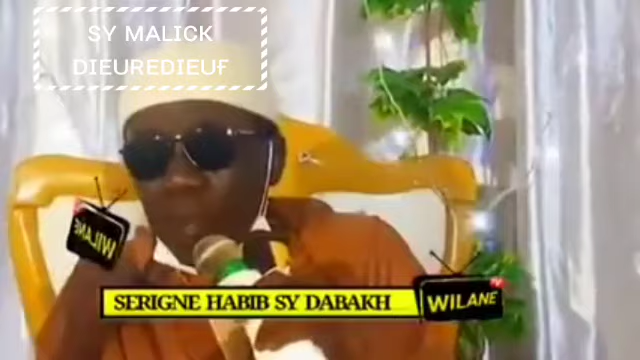 SY MALICK
DIEUREDIEUF
WILANE
SERIGNE HABIB SY DABAKH
WILANE